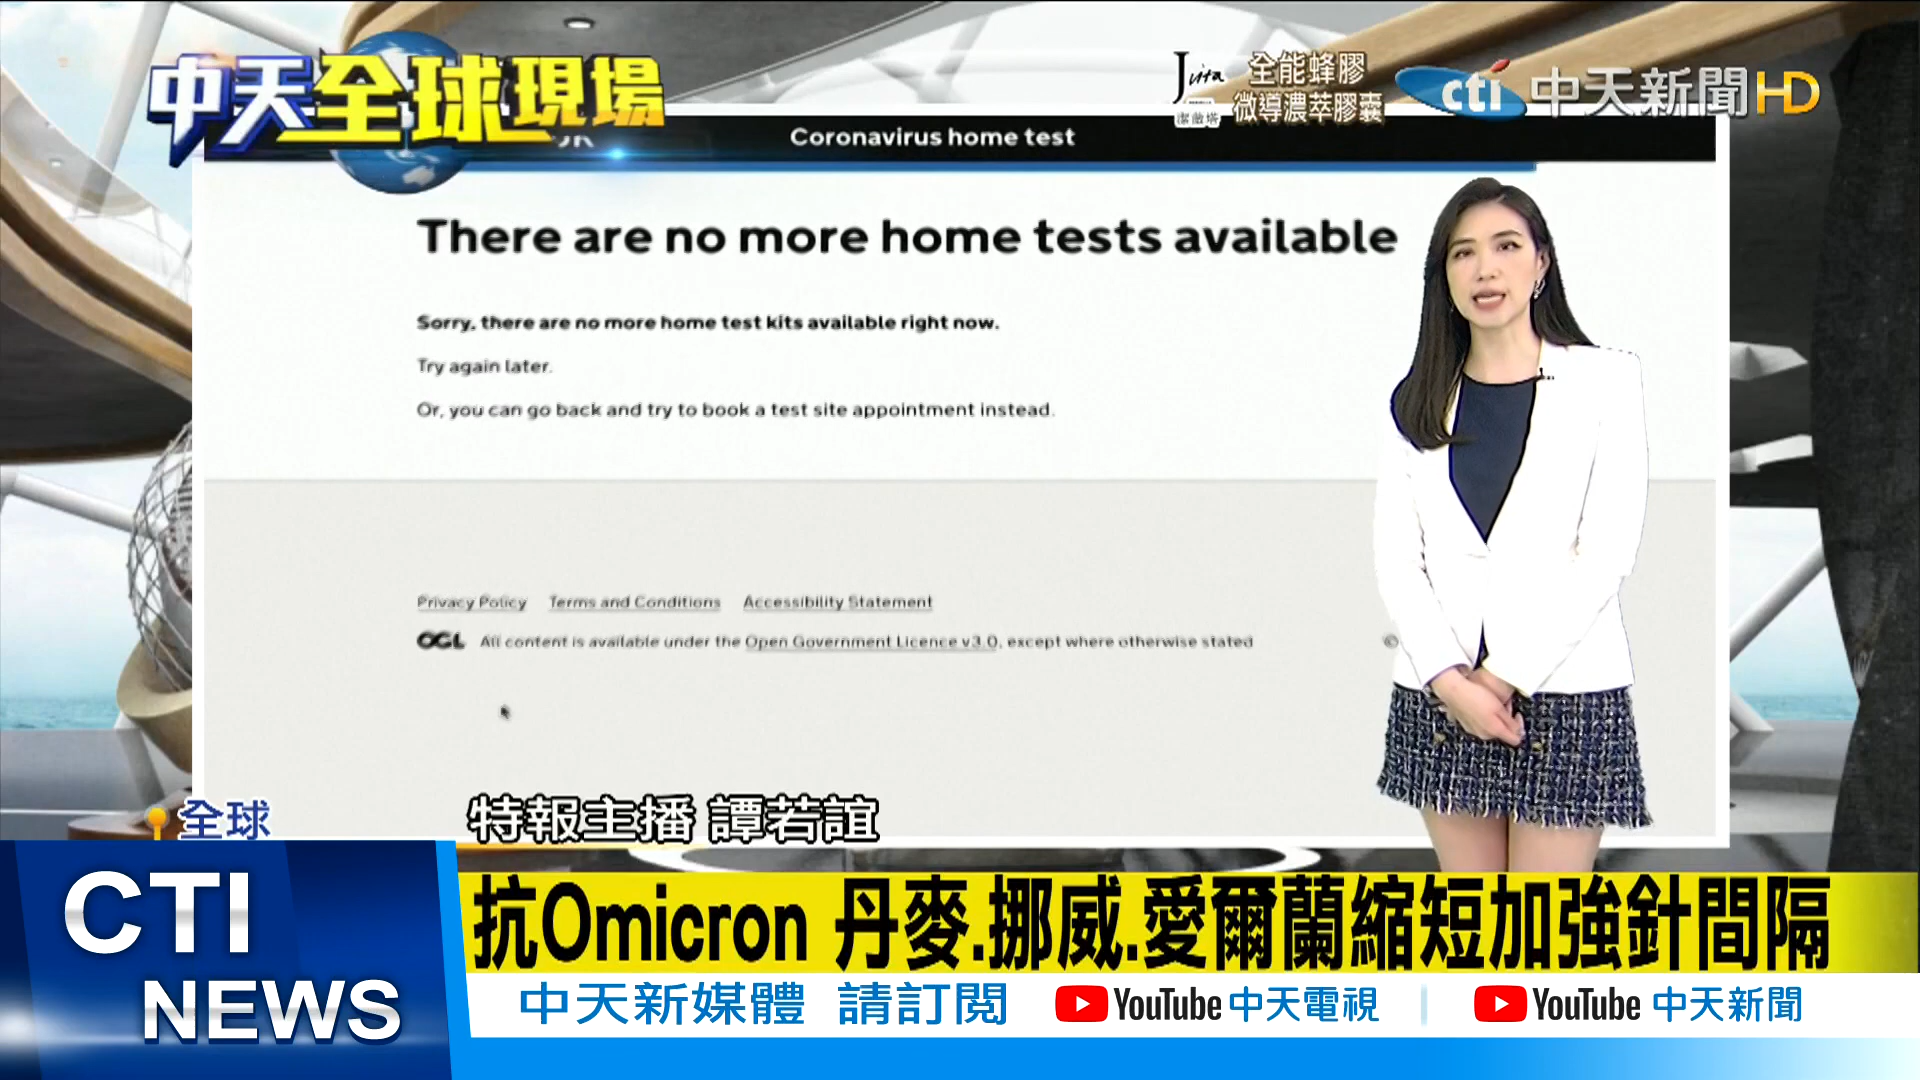 中天全球現場
Jvita
潔維塔
全能蜂膠
微導濃萃膠囊
cti 中天新聞HD
Coronavirus home test
There are no more home tests available
Sorry, there are no more home test kits available right now.
Try again later.
Or, you can go back and try to book a test site appointment instead.
Privacy Policy Terms and Conditions Accessibility Statement
OGL All content is available under the Open Government Licence v3.0, except where otherwise stated
©
全球
特報主播 譚若誼
CTI
NEWS
抗Omicron 丹麥.挪威.愛爾蘭縮短加強針間隔
中天新媒體 請訂閱 YouTube 中天電視 | YouTube 中天新聞